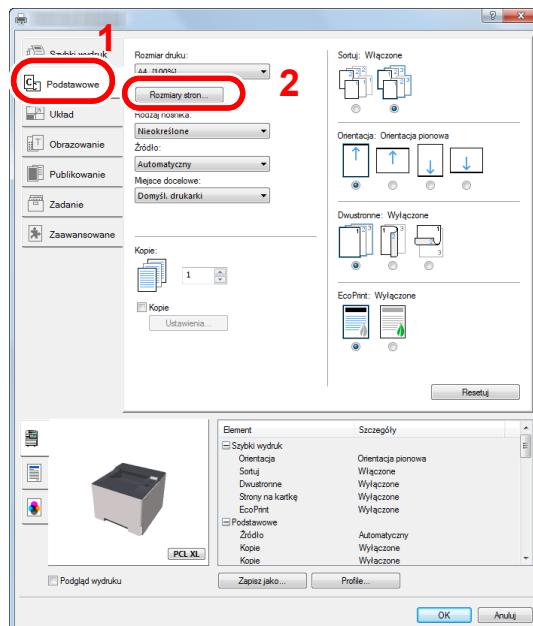 1
Szybki wydruk
Podstawowe
Układ
Obrazowanie
Publikowanie
Zadanie
Zaawansowane
Rozmiar druku:
A4 [100%]
Rozmiary stron...
2
Rodzaj nośnika:
Nieokreślone
Źródło:
Automatyczny
Miejsce docelowe:
Domyśl. drukarki
Kopie:
1
Kopie
Ustawienia...
Sortuj: Włączone
Orientacja: Orientacja pionowa
Dwustronne: Wyłączone
EcoPrint: Wyłączone
Resetuj
PCL XL
Podgląd wydruku
Element Szczegóły
Szybki wydruk
Orientacja Orientacja pionowa
Sortuj Włączone
Dwustronne Wyłączone
Strony na kartkę Wyłączone
EcoPrint Wyłączone
Podstawowe
Źródło Automatyczny
Kopie Wyłączone
Kopie Wyłączone
Zapisz jako... Profile...
OK Anuluj